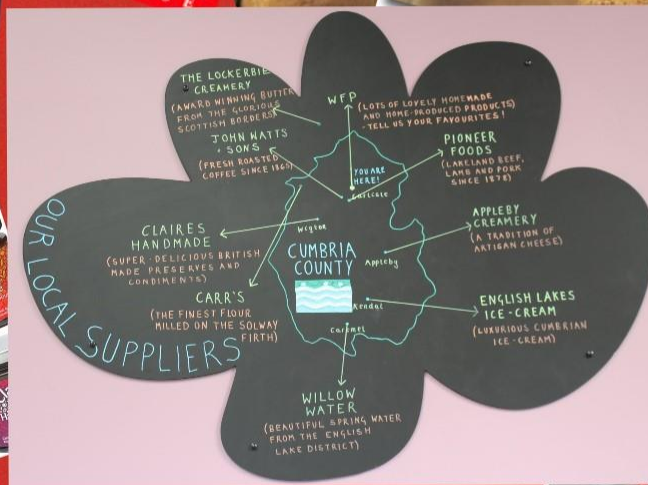 THE LOCKERBIE
CREAMERY
(AWARD WINNING BUTTER
FROM THE GLORIOUS
SCOTTISH BORDERS)
WFP
(LOTS OF LOVELY HOMEMADE
AND HOME-PRODUCED PRODUCTS)
- TELL US YOUR FAVOURITES!
JOHN WATTS
+ SONS
(FRESH ROASTED
COFFEE SINCE 1865)
PIONEER
FOODS
(LAKELAND BEEF,
LAMB AND PORK
SINCE 1878)
YOU ARE
HERE!
Carlisle
CLAIRES
HANDMADE
(SUPER-DELICIOUS BRITISH
MADE PRESERVES AND
CONDIMENTS)
Wigton
APPLEBY
CREAMERY
(A TRADITION OF
ARTIGAN CHEESE)
CUMBRIA
COUNTY
Appleby
CARR'S
(THE FINEST FLOUR
MILLED ON THE SOLWAY
FIRTH)
Kendal
ENGLISH LAKES
ICE-CREAM
(LUXURIOUS CUMBRIAN
ICE-CREAM)
Cartmel
OUR LOCAL SUPPLIERS
WILLOW
WATER
(BEAUTIFUL SPRING WATER
FROM THE ENGLISH
LAKE DISTRICT)